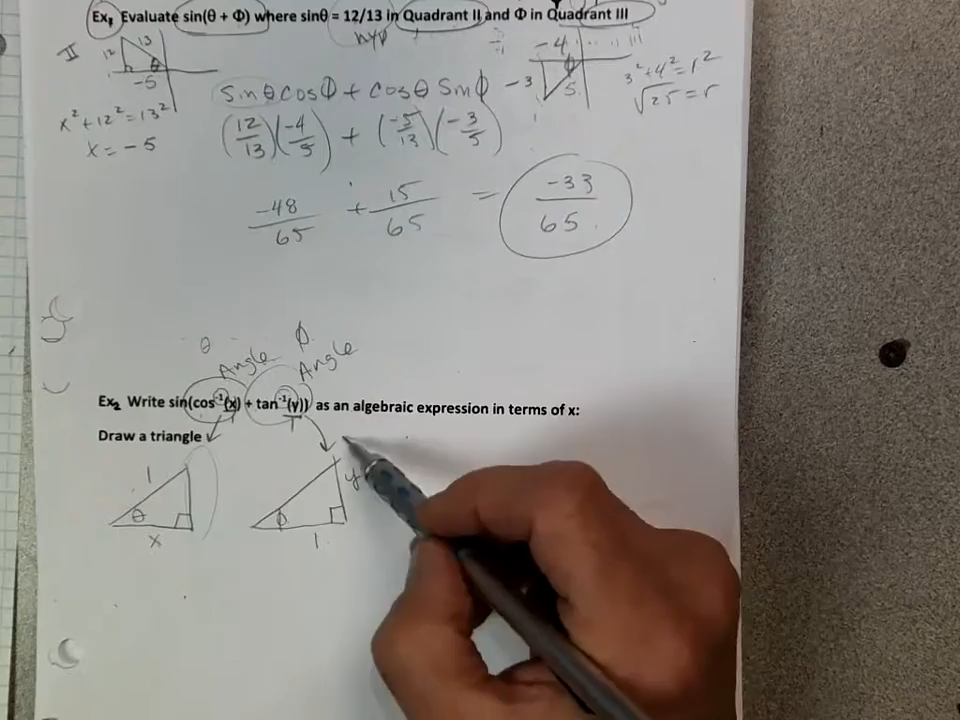 Ex1 Evaluate sin(θ + Φ) where sinθ = 12/13 in Quadrant II and Φ in Quadrant III
hyp
II 12 13 θ -5
-4 III -3 Φ 5
3² + 4² = r²
√25 = r
x² + 12² = 13²
x = -5
sinθ cosϕ + cosθ sinϕ
(12/13)(-4/5) + (-5/13)(-3/5)
-48/65 + 15/65 = -33/65
θ ϕ
Angle Angle
Ex2 Write sin(cos⁻¹(x) + tan⁻¹(y)) as an algebraic expression in terms of x:
Draw a triangle
1 θ x
y ϕ 1